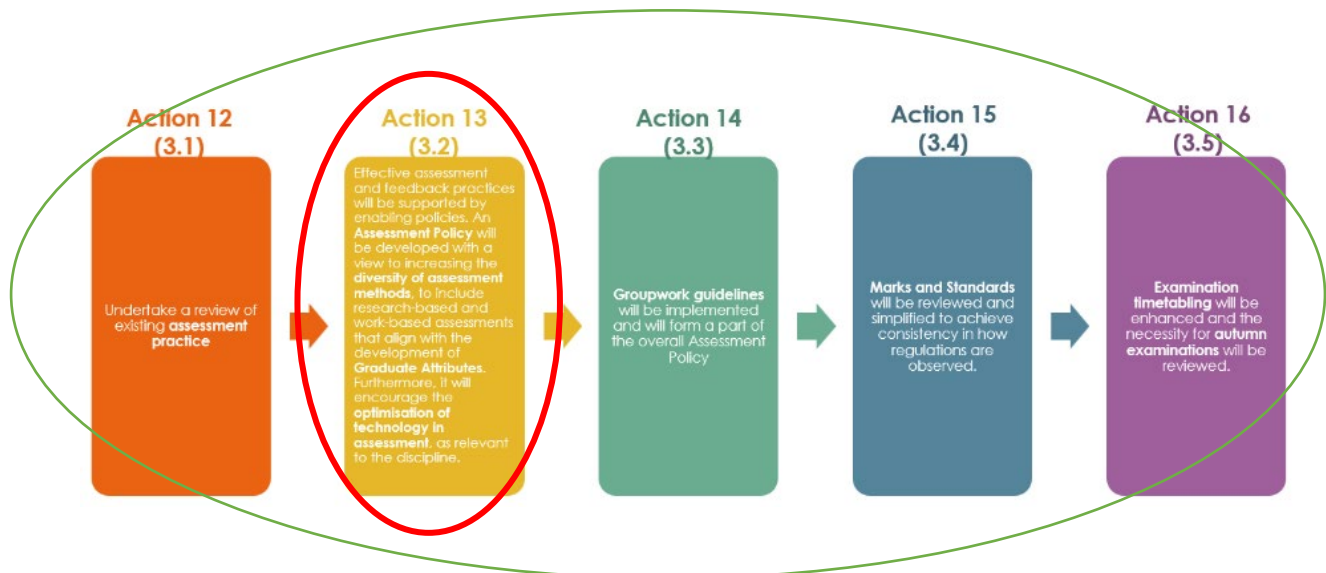 Action 12
(3.1)
Undertake a review of
existing assessment
practice
Action 13
(3.2)
Effective assessment
and feedback practices
will be supported by
enabling policies. An
Assessment Policy will
be developed with a
view to increasing the
diversity of assessment
methods, to include
research-based and
work-based assessments
that align with the
development of
Graduate Attributes.
Furthermore, it will
encourage the
optimisation of
technology in
assessment, as relevant
to the discipline.
Action 14
(3.3)
Groupwork guidelines
will be implemented
and will form a part of
the overall Assessment
Policy
Action 15
(3.4)
Marks and Standards
will be reviewed and
simplified to achieve
consistency in how
regulations are
observed.
Action 16
(3.5)
Examination
timetabling will be
enhanced and the
necessity for autumn
examinations will be
reviewed.